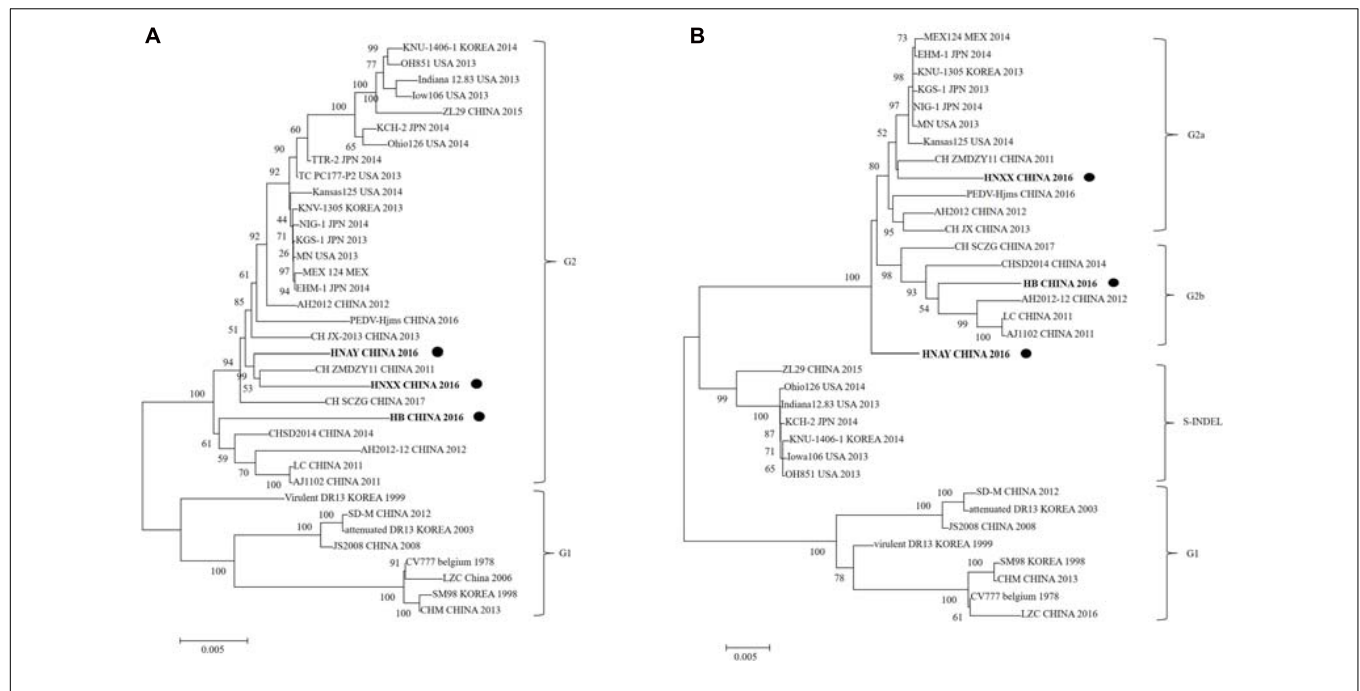 A
99
KNU-1406-1 KOREA 2014
OH851 USA 2013
77
Indiana 12.83 USA 2013
100
100
Iow106 USA 2013
100
ZL29 CHINA 2015
60
KCH-2 JPN 2014
65
Ohio126 USA 2014
90
TTR-2 JPN 2014
92
TC PC177-P2 USA 2013
Kansas125 USA 2014
KNV-1305 KOREA 2013
44
NIG-1 JPN 2014
92
71
KGS-1 JPN 2013
26
MN USA 2013
G2
61
97
MEX 124 MEX
94
EHM-1 JPN 2014
85
AH2012 CHINA 2012
PEDV-Hjms CHINA 2016
51
CH JX-2013 CHINA 2013
94
HNAY CHINA 2016
99
CH ZMDZY11 CHINA 2011
53
HNXX CHINA 2016
100
CH SCZG CHINA 2017
HB CHINA 2016
61
CHSD2014 CHINA 2014
59
AH2012-12 CHINA 2012
70
LC CHINA 2011
100
AJ1102 CHINA 2011
Virulent DR13 KOREA 1999
100
SD-M CHINA 2012
100
attenuated DR13 KOREA 2003
JS2008 CHINA 2008
G1
100
91
CV777 belgium 1978
LZC China 2006
100
SM98 KOREA 1998
100
CHM CHINA 2013
0.005
B
73
MEX124 MEX 2014
EHM-1 JPN 2014
98
KNU-1305 KOREA 2013
KGS-1 JPN 2013
97
NIG-1 JPN 2014
MN USA 2013
G2a
52
Kansas125 USA 2014
CH ZMDZY11 CHINA 2011
80
HNXX CHINA 2016
PEDV-Hjms CHINA 2016
AH2012 CHINA 2012
95
CH JX CHINA 2013
CH SCZG CHINA 2017
98
CHSD2014 CHINA 2014
100
93
HB CHINA 2016
G2b
54
AH2012-12 CHINA 2012
99
LC CHINA 2011
100
AJ1102 CHINA 2011
HNAY CHINA 2016
ZL29 CHINA 2015
99
Ohio126 USA 2014
100
Indiana12.83 USA 2013
KCH-2 JPN 2014
S-INDEL
87
KNU-1406-1 KOREA 2014
71
Iowa106 USA 2013
65
OH851 USA 2013
100
SD-M CHINA 2012
100
attenuated DR13 KOREA 2003
JS2008 CHINA 2008
100
virulent DR13 KOREA 1999
G1
78
100
SM98 KOREA 1998
CHM CHINA 2013
100
CV777 belgium 1978
61
LZC CHINA 2016
0.005